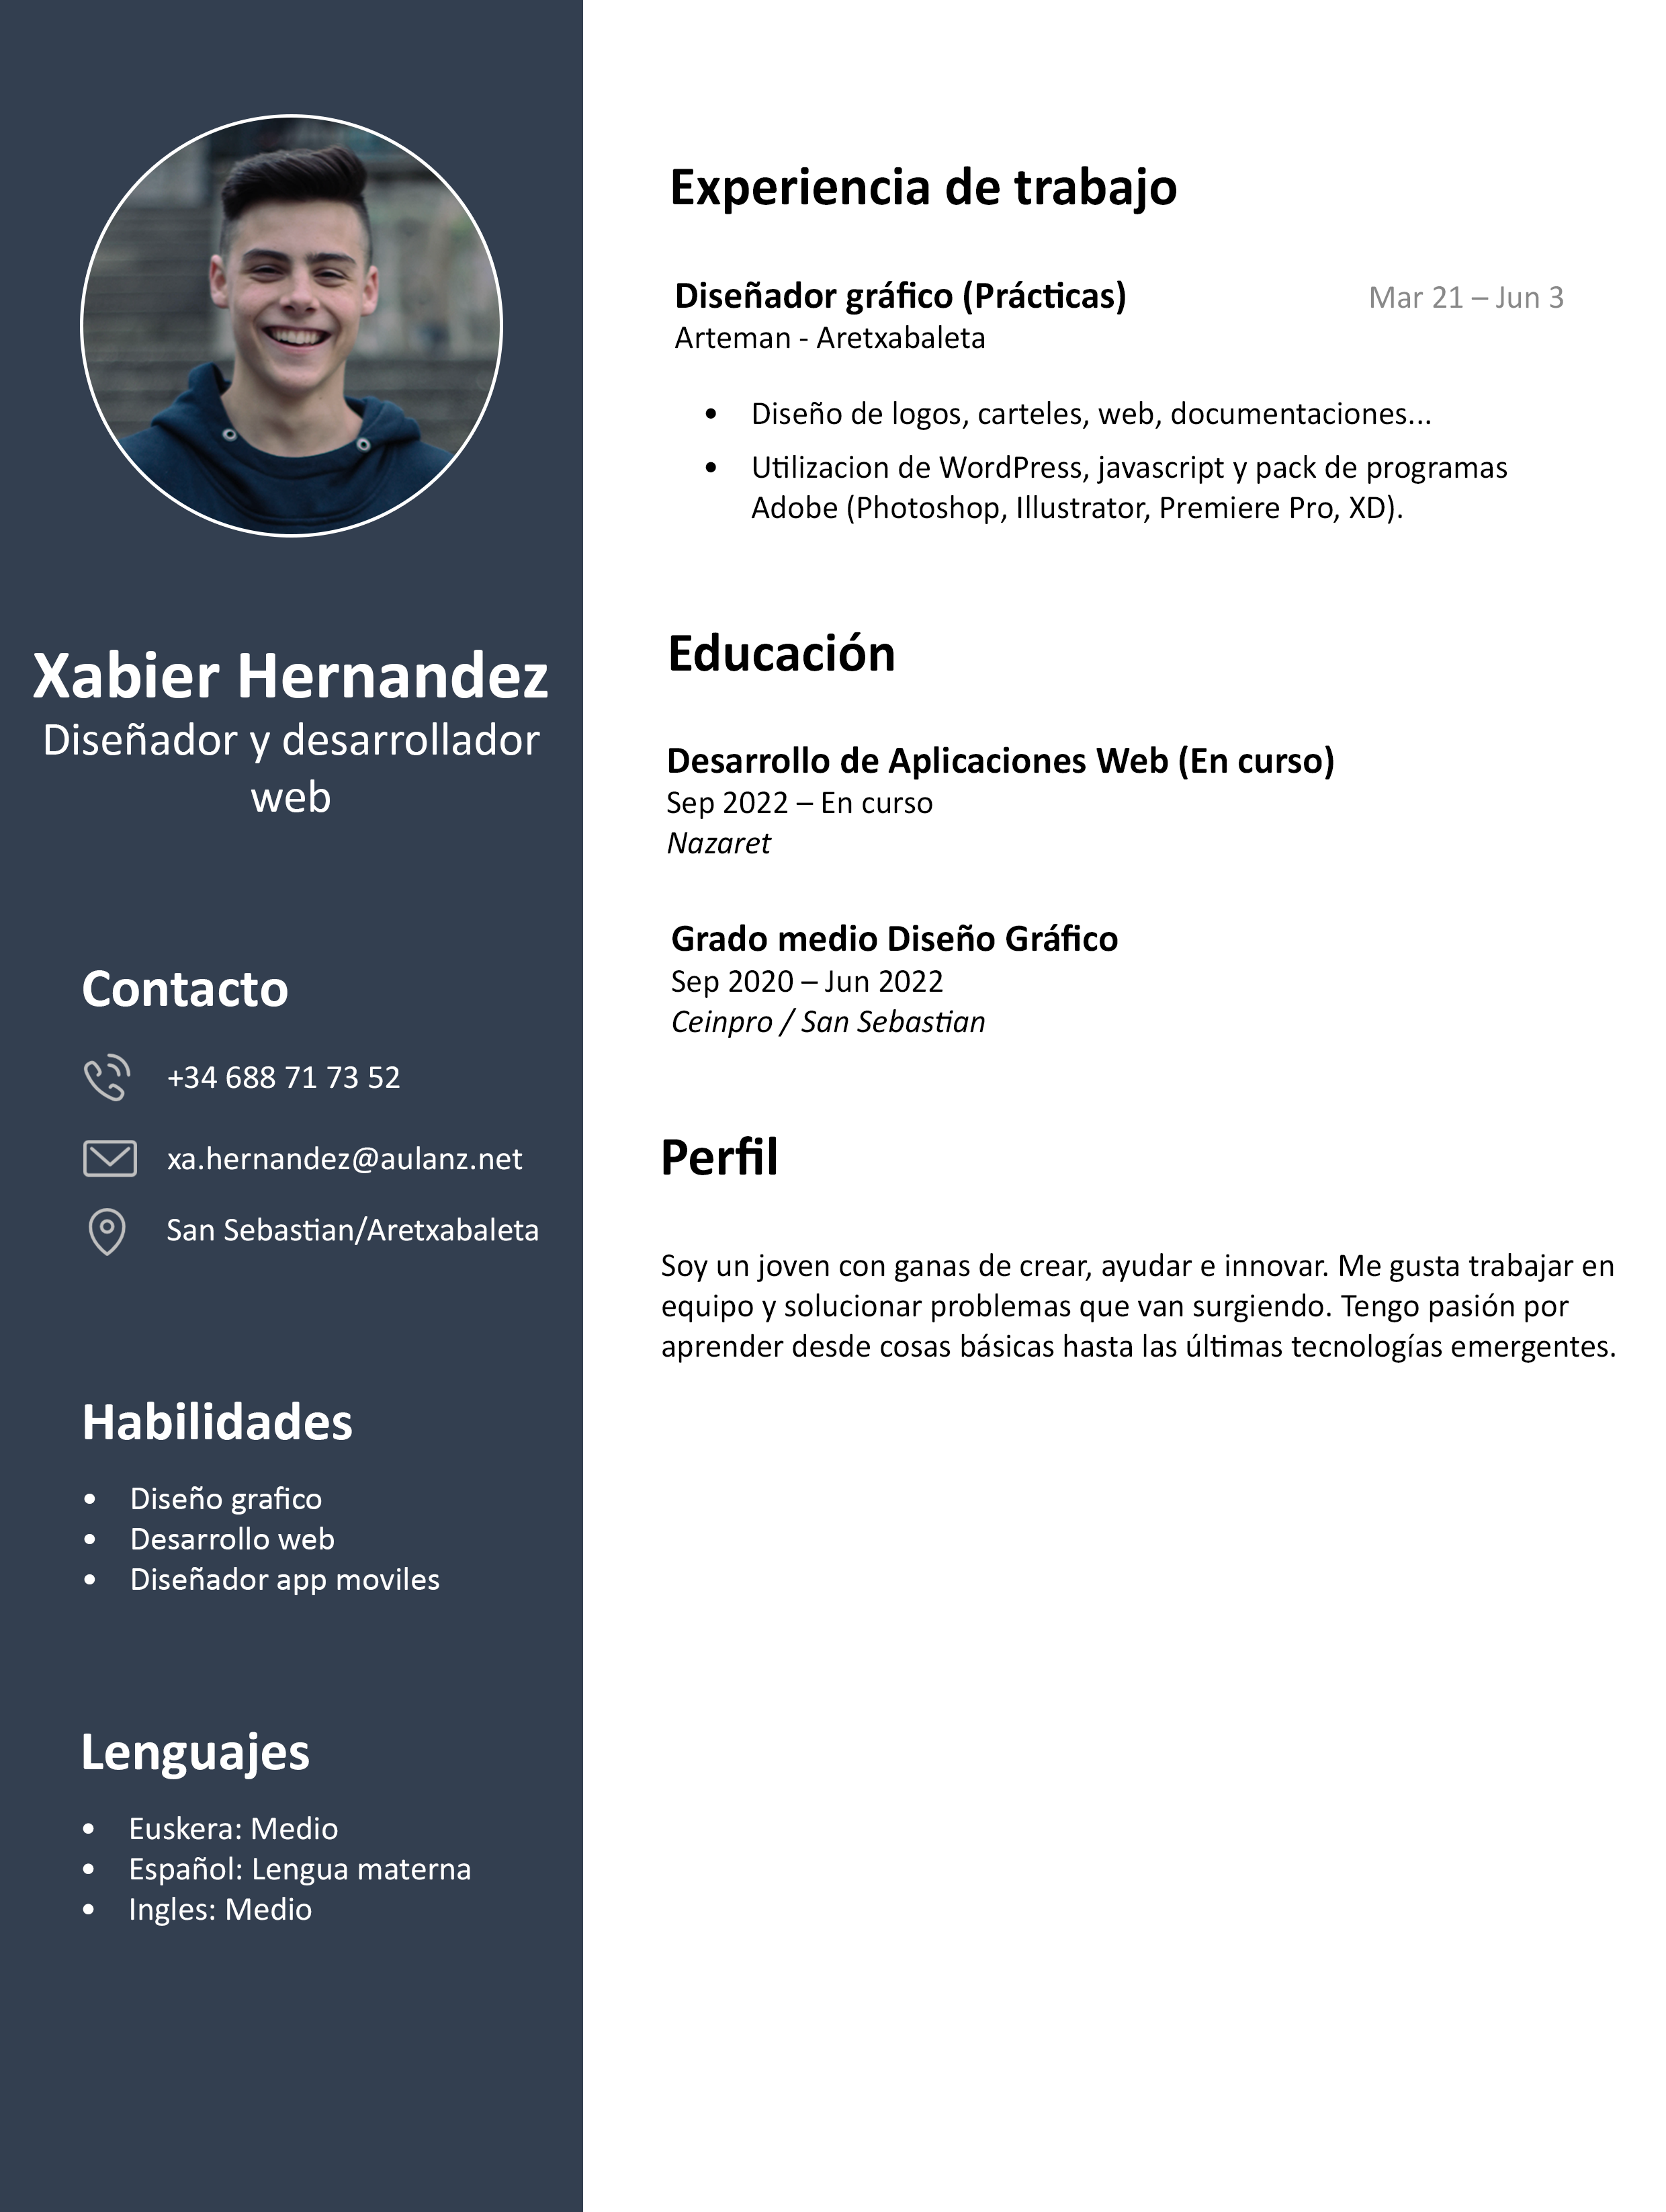 Xabier Hernandez
Diseñador y desarrollador
web
Contacto
+34 688 71 73 52
xa.hernandez@aulanz.net
San Sebastian/Aretxabaleta
Habilidades
• Diseño grafico
• Desarrollo web
• Diseñador app moviles
Lenguajes
• Euskera: Medio
• Español: Lengua materna
• Ingles: Medio
Experiencia de trabajo
Diseñador gráfico (Prácticas) Mar 21 – Jun 3
Arteman - Aretxabaleta
• Diseño de logos, carteles, web, documentaciones...
• Utilizacion de WordPress, javascript y pack de programas
Adobe (Photoshop, Illustrator, Premiere Pro, XD).
Educación
Desarrollo de Aplicaciones Web (En curso)
Sep 2022 – En curso
Nazaret
Grado medio Diseño Gráfico
Sep 2020 – Jun 2022
Ceinpro / San Sebastian
Perfil
Soy un joven con ganas de crear, ayudar e innovar. Me gusta trabajar en
equipo y solucionar problemas que van surgiendo. Tengo pasión por
aprender desde cosas básicas hasta las últimas tecnologías emergentes.